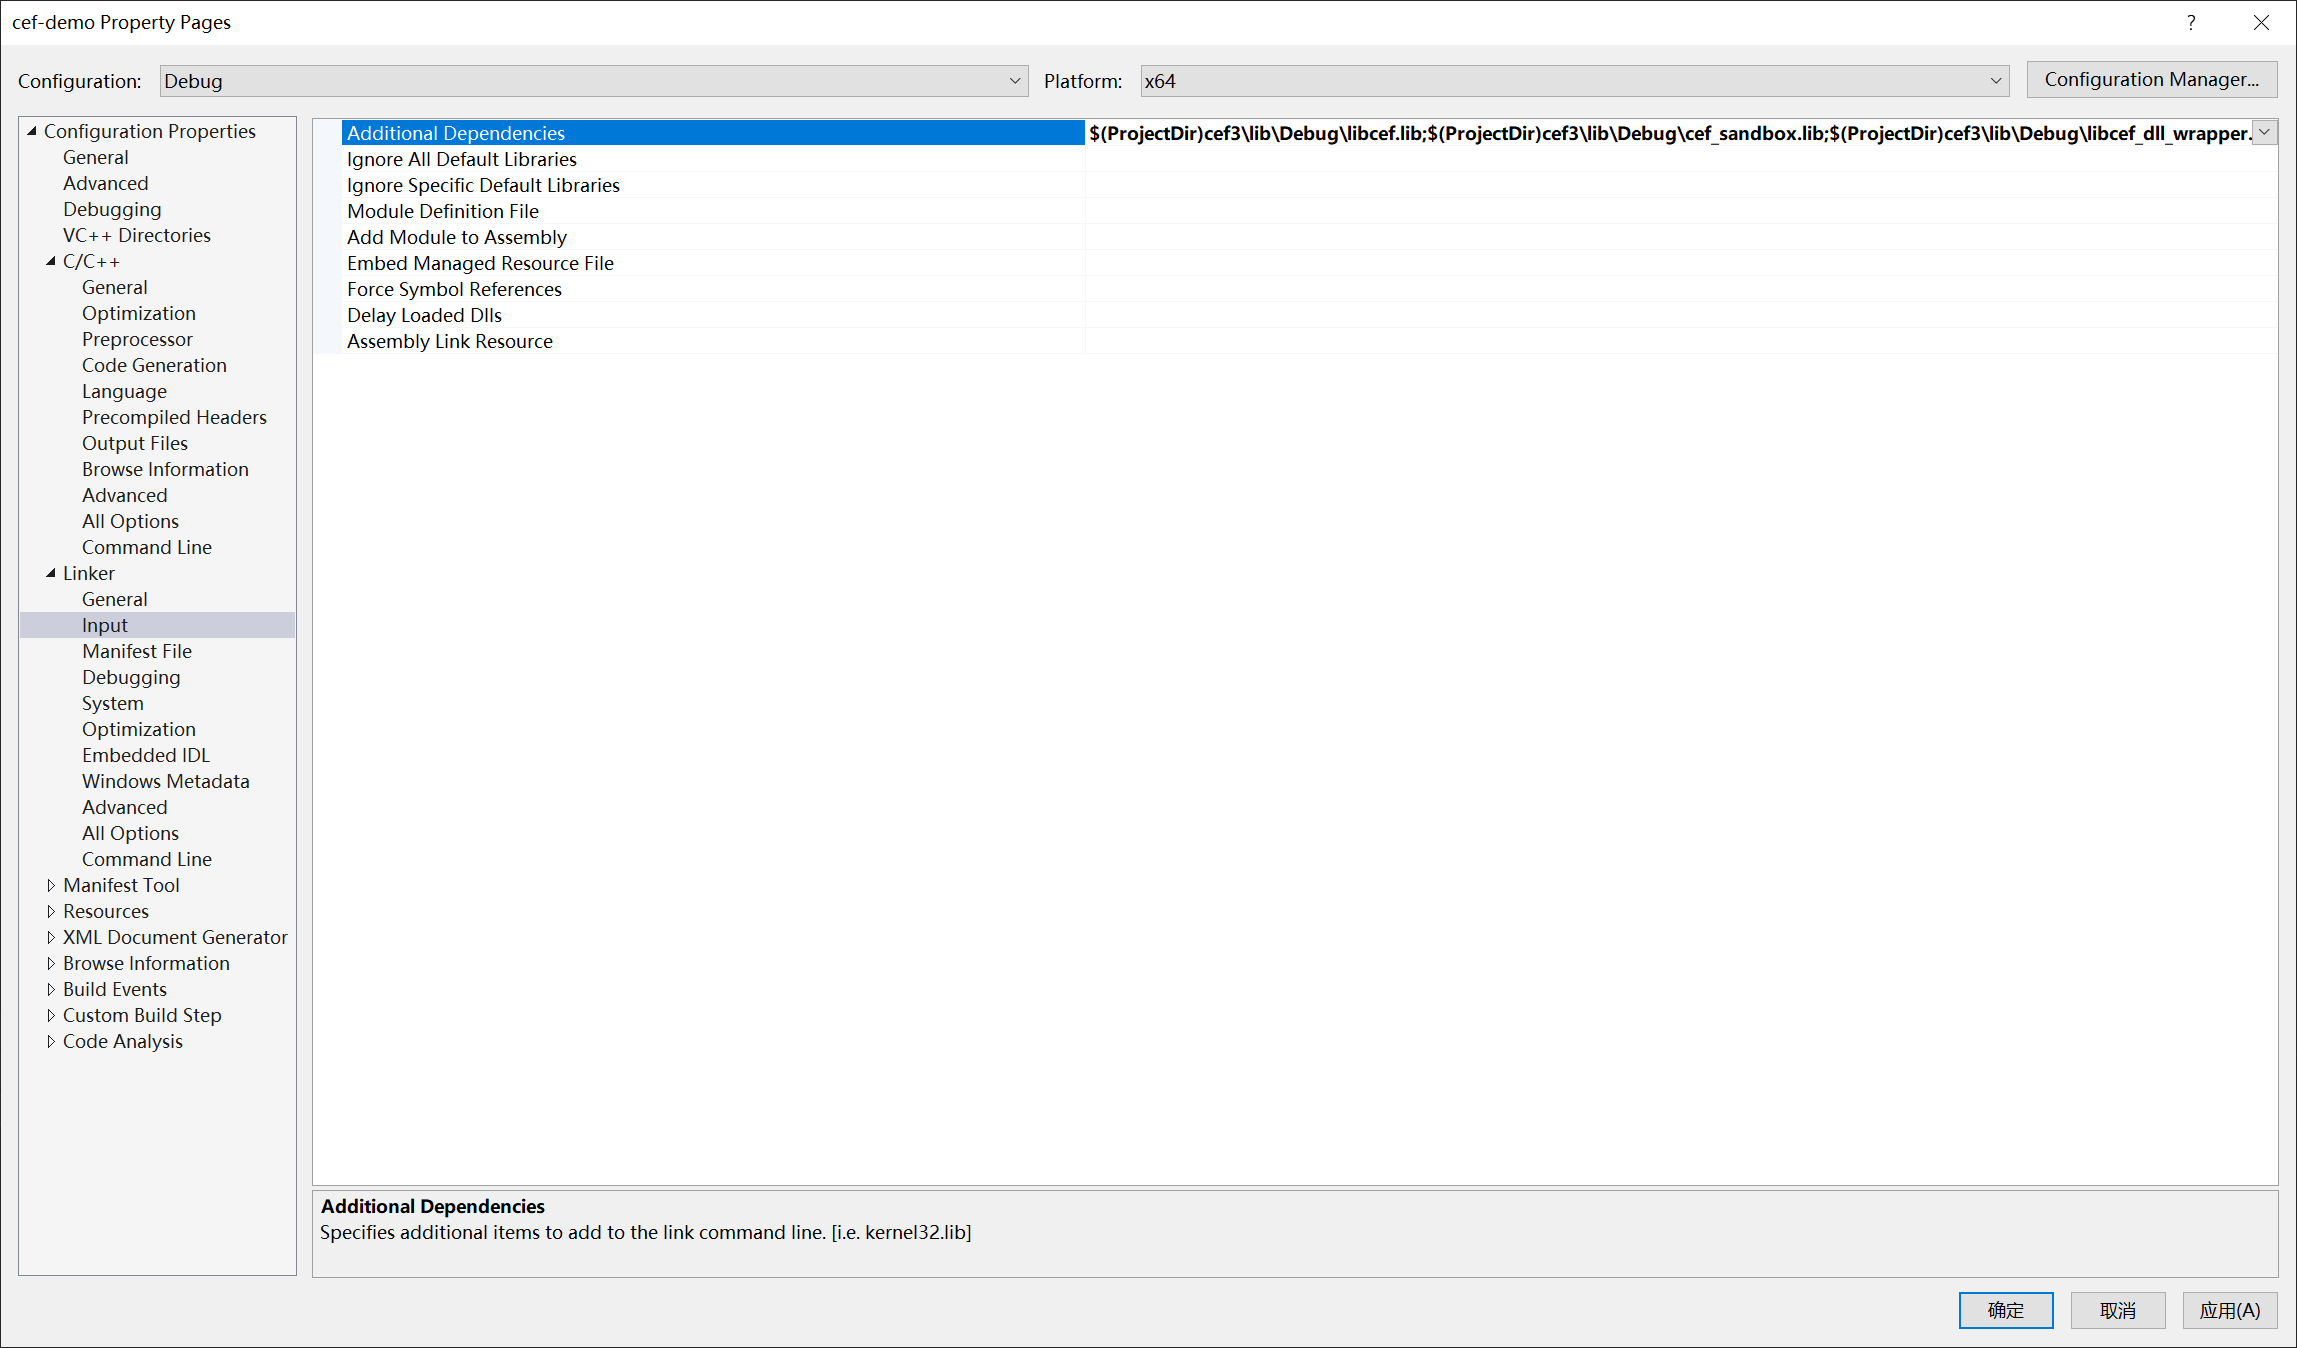 cef-demo Property Pages
Configuration: Debug Platform: x64 Configuration Manager...
Configuration Properties
General
Advanced
Debugging
VC++ Directories
C/C++
General
Optimization
Preprocessor
Code Generation
Language
Precompiled Headers
Output Files
Browse Information
Advanced
All Options
Command Line
Linker
General
Input
Manifest File
Debugging
System
Optimization
Embedded IDL
Windows Metadata
Advanced
All Options
Command Line
Manifest Tool
Resources
XML Document Generator
Browse Information
Build Events
Custom Build Step
Code Analysis
Additional Dependencies $(ProjectDir)cef3\lib\Debug\libcef.lib;$(ProjectDir)cef3\lib\Debug\cef_sandbox.lib;$(ProjectDir)cef3\lib\Debug\libcef_dll_wrapper.
Ignore All Default Libraries
Ignore Specific Default Libraries
Module Definition File
Add Module to Assembly
Embed Managed Resource File
Force Symbol References
Delay Loaded Dlls
Assembly Link Resource
Additional Dependencies
Specifies additional items to add to the link command line. [i.e. kernel32.lib]
确定 取消 应用(A)